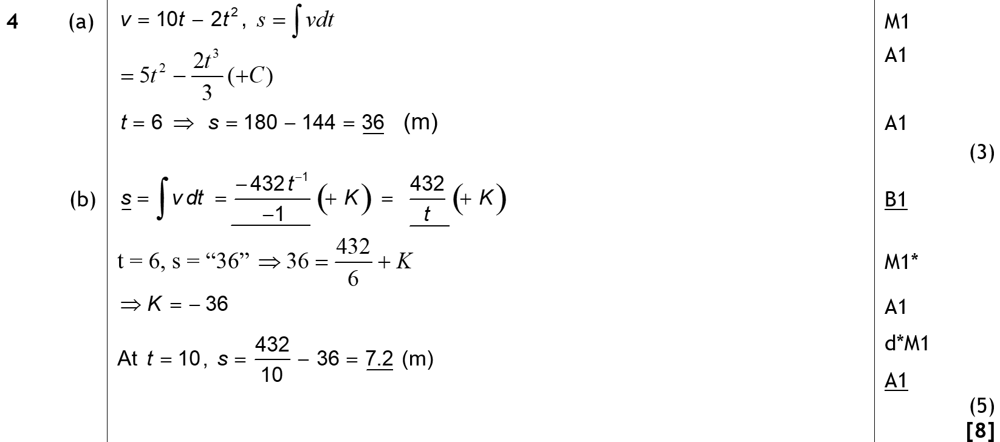 4 (a) v = 10t − 2t², s = ∫ vdt M1
= 5t² − 2t³/3 (+C) A1
t = 6 ⇒ s = 180 − 144 = 36 (m) A1
(3)
(b) s = ∫ v dt = −432t⁻¹/−1 (+ K) = 432/t (+ K) B1
t = 6, s = “36” ⇒ 36 = 432/6 + K M1*
⇒ K = − 36 A1
At t = 10, s = 432/10 − 36 = 7.2 (m) d*M1
A1
(5)
[8]